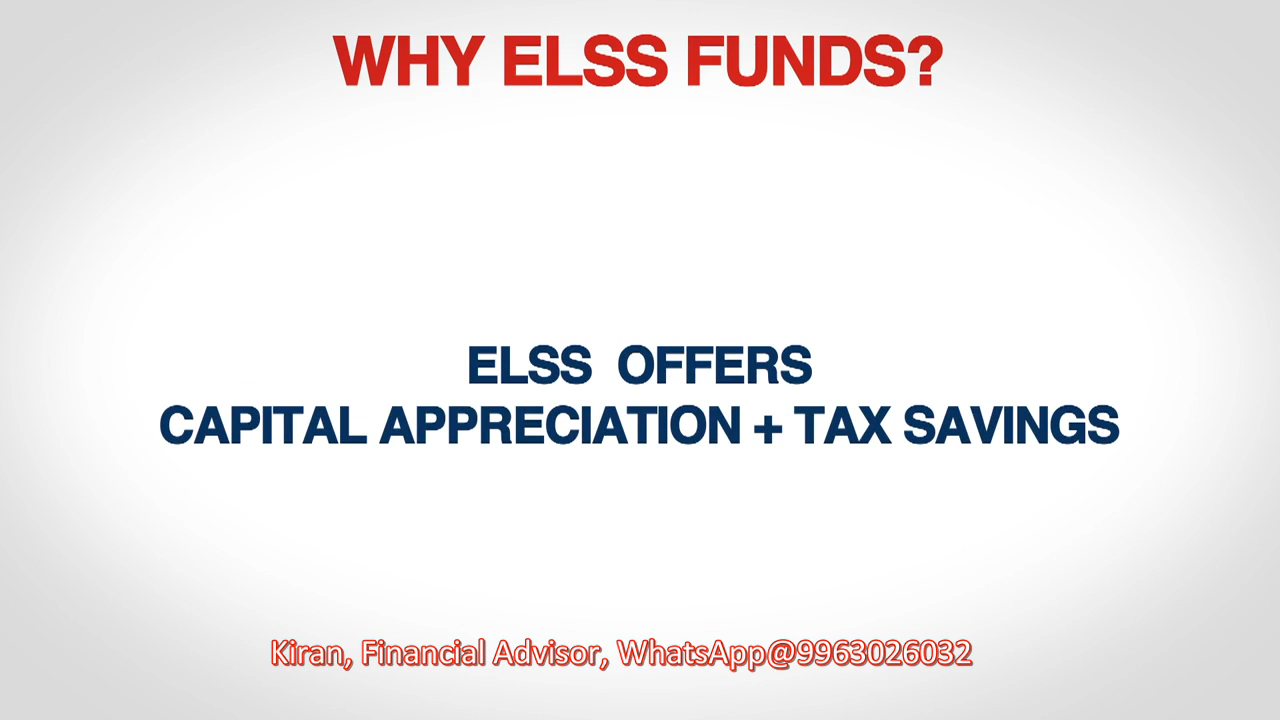 WHY ELSS FUNDS?
ELSS OFFERS
CAPITAL APPRECIATION + TAX SAVINGS
Kiran, Financial Advisor, WhatsApp@9963026032